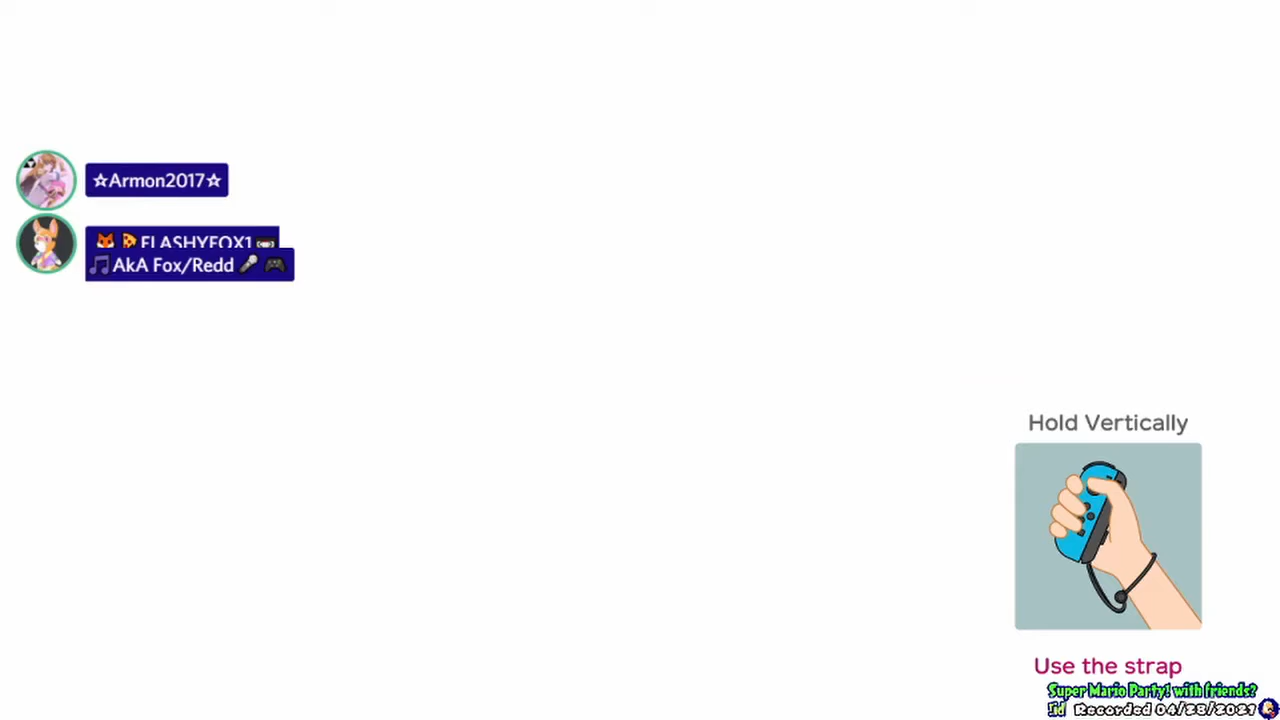 ☆Armon2017☆
🦊🍕FLASHYFOX1
🎵AkA Fox/Redd 🎤 🎮
Hold Vertically
Use the strap
Super Mario Party! with friends?
!id Recorded 04/28/2021